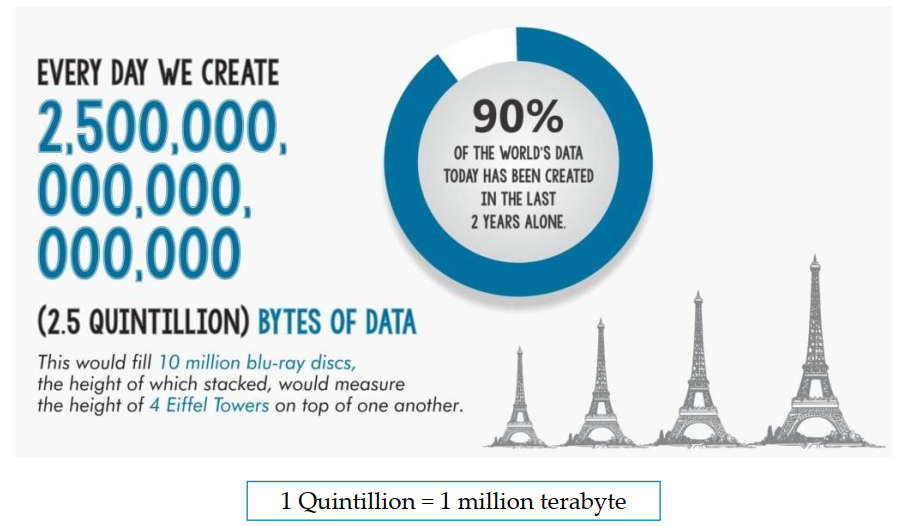 EVERY DAY WE CREATE
2,500,000,
000,000,
000,000
(2.5 QUINTILLION) BYTES OF DATA
This would fill 10 million blu-ray discs,
the height of which stacked, would measure
the height of 4 Eiffel Towers on top of one another.
90%
OF THE WORLD'S DATA
TODAY HAS BEEN CREATED
IN THE LAST
2 YEARS ALONE.
1 Quintillion = 1 million terabyte